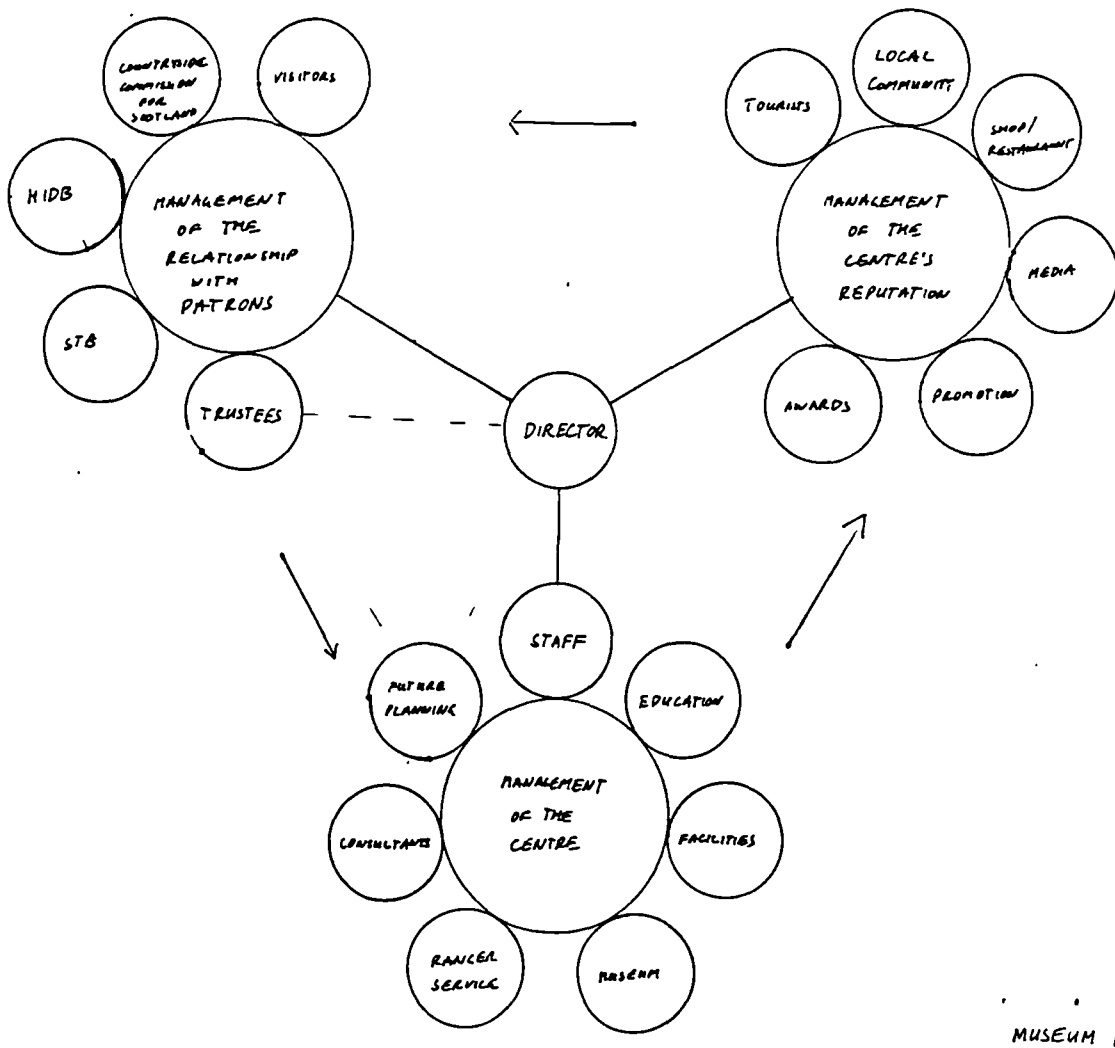 COUNTRYSIDE
COMMISSION
FOR
SCOTLAND
VISITORS
HIDB
MANAGEMENT
OF THE
RELATIONSHIP
WITH
PATRONS
STB
TRUSTEES
LOCAL
COMMUNITY
TOURISTS
SHOP/
RESTAURANT
MANAGEMENT
OF THE
CENTRE'S
REPUTATION
MEDIA
AWARDS
PROMOTION
DIRECTOR
STAFF
FUTURE
PLANNING
EDUCATION
MANAGEMENT
OF THE
CENTRE
CONSULTANTS
FACILITIES
RANGER
SERVICE
MUSEUM
MUSEUM